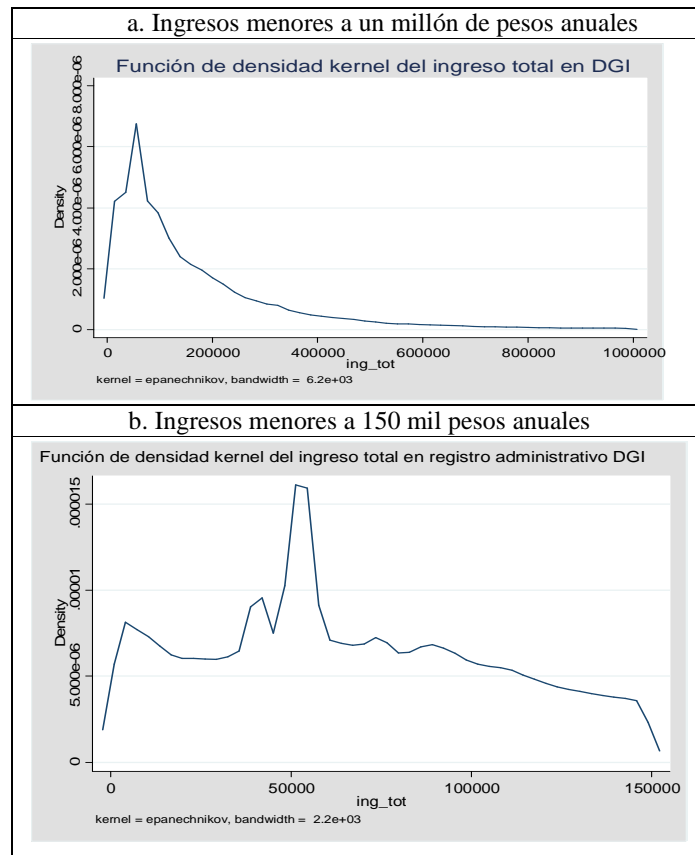 a. Ingresos menores a un millón de pesos anuales
Función de densidad kernel del ingreso total en DGI
Density
8.000e-06
6.000e-06
4.000e-06
2.000e-06
0
0 200000 400000 600000 800000 1000000
ing_tot
kernel = epanechnikov, bandwidth = 6.2e+03
b. Ingresos menores a 150 mil pesos anuales
Función de densidad kernel del ingreso total en registro administrativo DGI
Density
.000015
.00001
5.000e-06
0
0 50000 100000 150000
ing_tot
kernel = epanechnikov, bandwidth = 2.2e+03